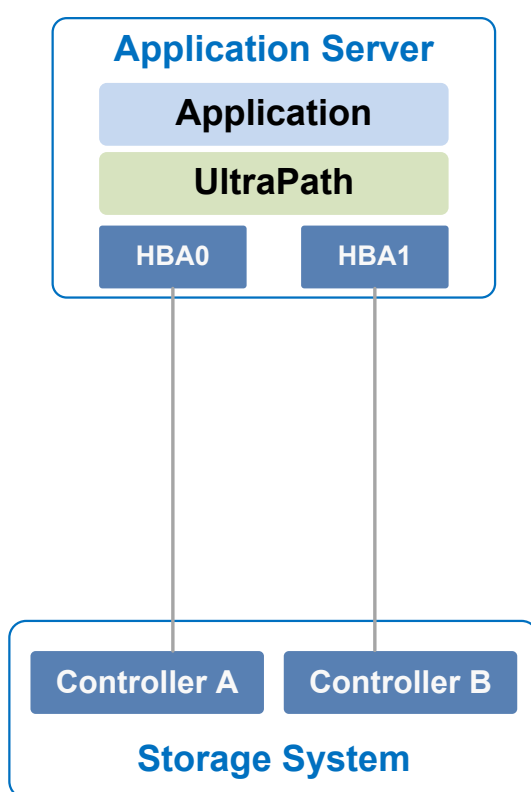 Application Server
Application
UltraPath
HBA0
HBA1
Controller A
Controller B
Storage System